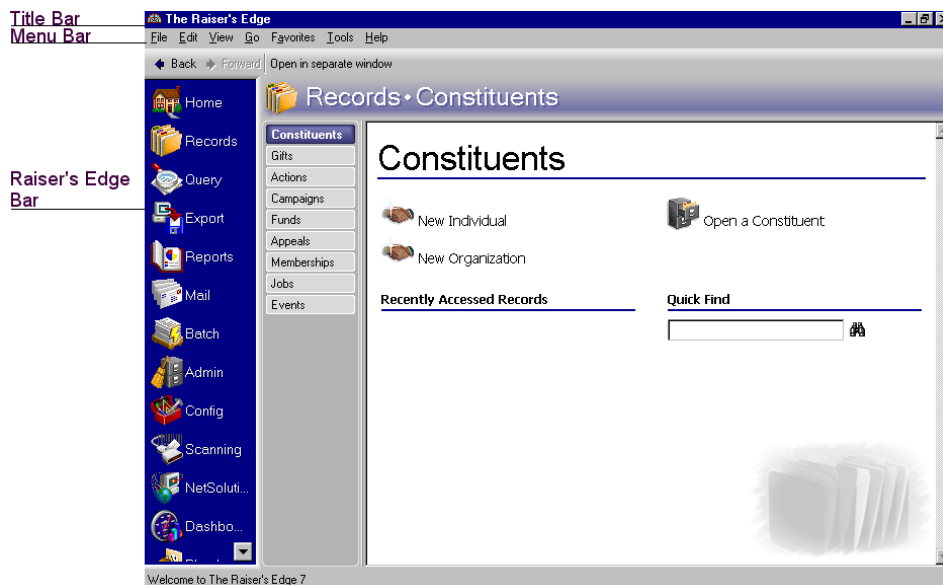 Title Bar
Menu Bar
Raiser's Edge
Bar
The Raiser's Edge
File Edit View Go Favorites Tools Help
Back Forward Open in separate window
Records • Constituents
Home
Records
Query
Export
Reports
Mail
Batch
Admin
Config
Scanning
NetSoluti...
Dashbo...
Constituents
Gifts
Actions
Campaigns
Funds
Appeals
Memberships
Jobs
Events
Constituents
New Individual
Open a Constituent
New Organization
Recently Accessed Records
Quick Find
Welcome to The Raiser's Edge 7